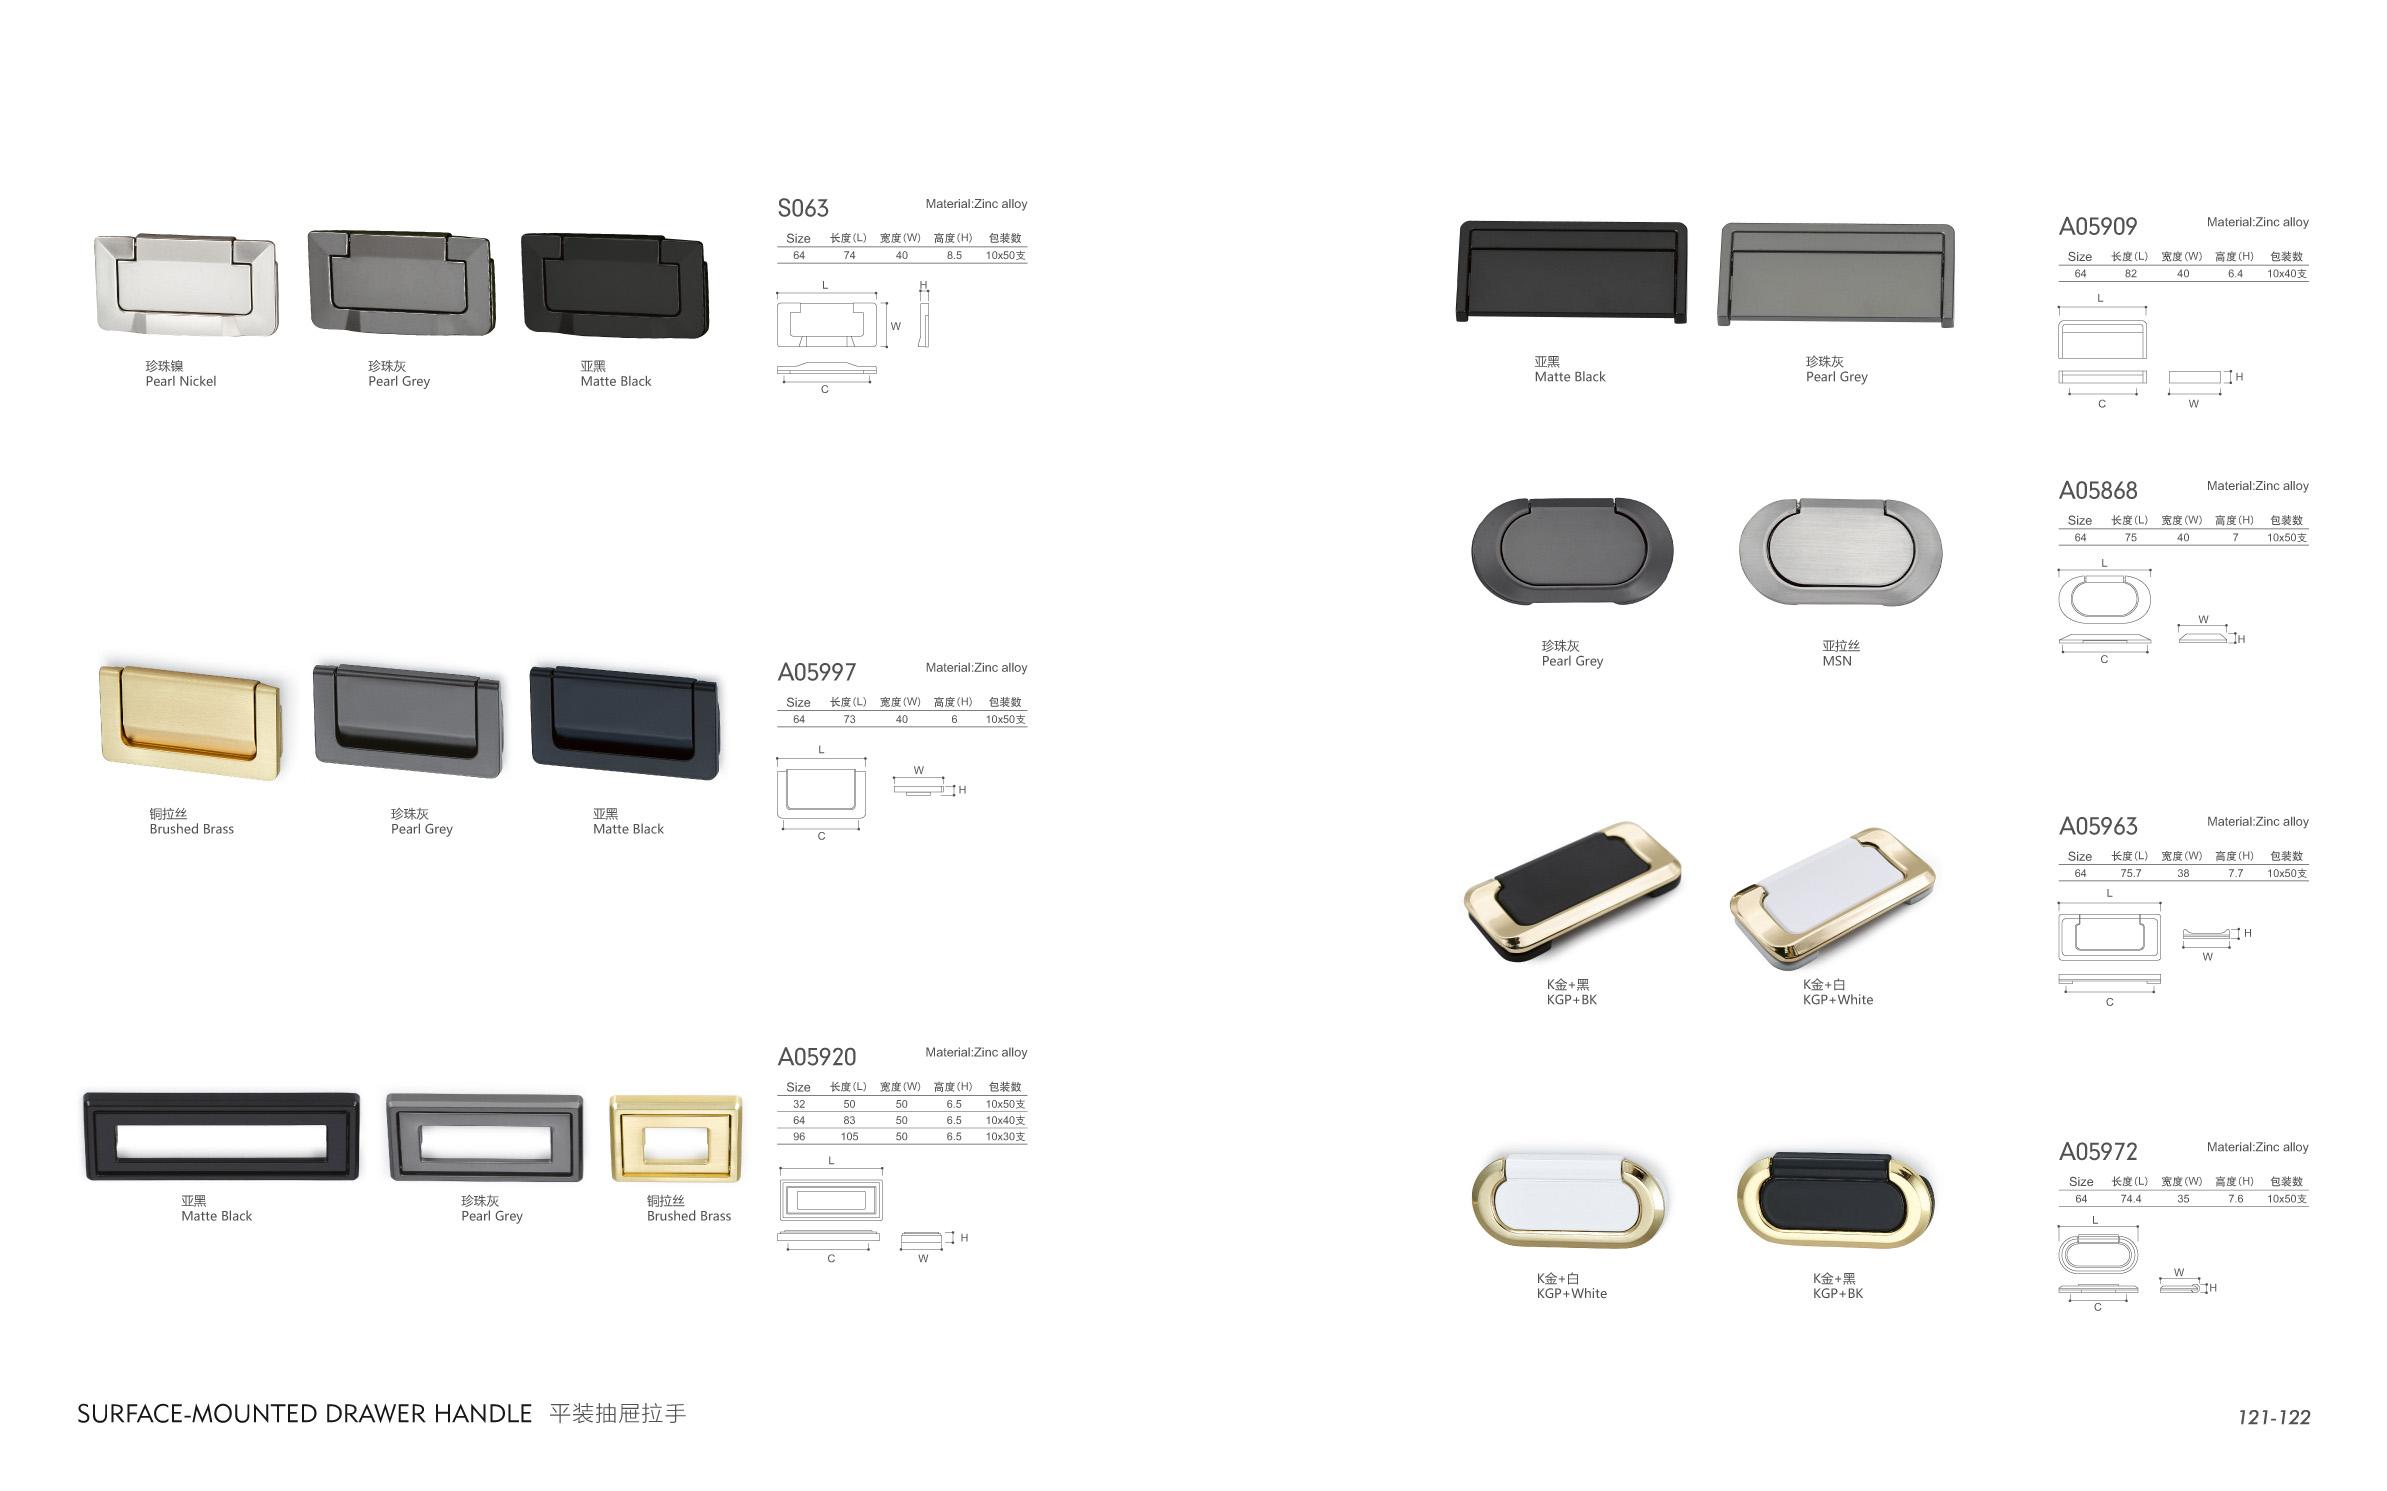 S063
Material:Zinc alloy
Size 长度(L) 宽度(W) 高度(H) 包装数
64 74 40 8.5 10x50支
L
H
W
C
珍珠镍
Pearl Nickel
珍珠灰
Pearl Grey
亚黑
Matte Black
A05997
Material:Zinc alloy
Size 长度(L) 宽度(W) 高度(H) 包装数
64 73 40 6 10x50支
L
W
H
C
铜拉丝
Brushed Brass
珍珠灰
Pearl Grey
亚黑
Matte Black
A05920
Material:Zinc alloy
Size 长度(L) 宽度(W) 高度(H) 包装数
32 50 50 6.5 10x50支
64 83 50 6.5 10x40支
96 105 50 6.5 10x30支
L
H
C
W
亚黑
Matte Black
珍珠灰
Pearl Grey
铜拉丝
Brushed Brass
A05909
Material:Zinc alloy
Size 长度(L) 宽度(W) 高度(H) 包装数
64 82 40 6.4 10x40支
L
H
C
W
亚黑
Matte Black
珍珠灰
Pearl Grey
A05868
Material:Zinc alloy
Size 长度(L) 宽度(W) 高度(H) 包装数
64 75 40 7 10x50支
L
W
H
C
珍珠灰
Pearl Grey
亚拉丝
MSN
A05963
Material:Zinc alloy
Size 长度(L) 宽度(W) 高度(H) 包装数
64 75.7 38 7.7 10x50支
L
H
W
C
K金+黑
KGP+BK
K金+白
KGP+White
A05972
Material:Zinc alloy
Size 长度(L) 宽度(W) 高度(H) 包装数
64 74.4 35 7.6 10x50支
L
W
H
C
K金+白
KGP+White
K金+黑
KGP+BK
SURFACE-MOUNTED DRAWER HANDLE 平装抽屉拉手
121-122